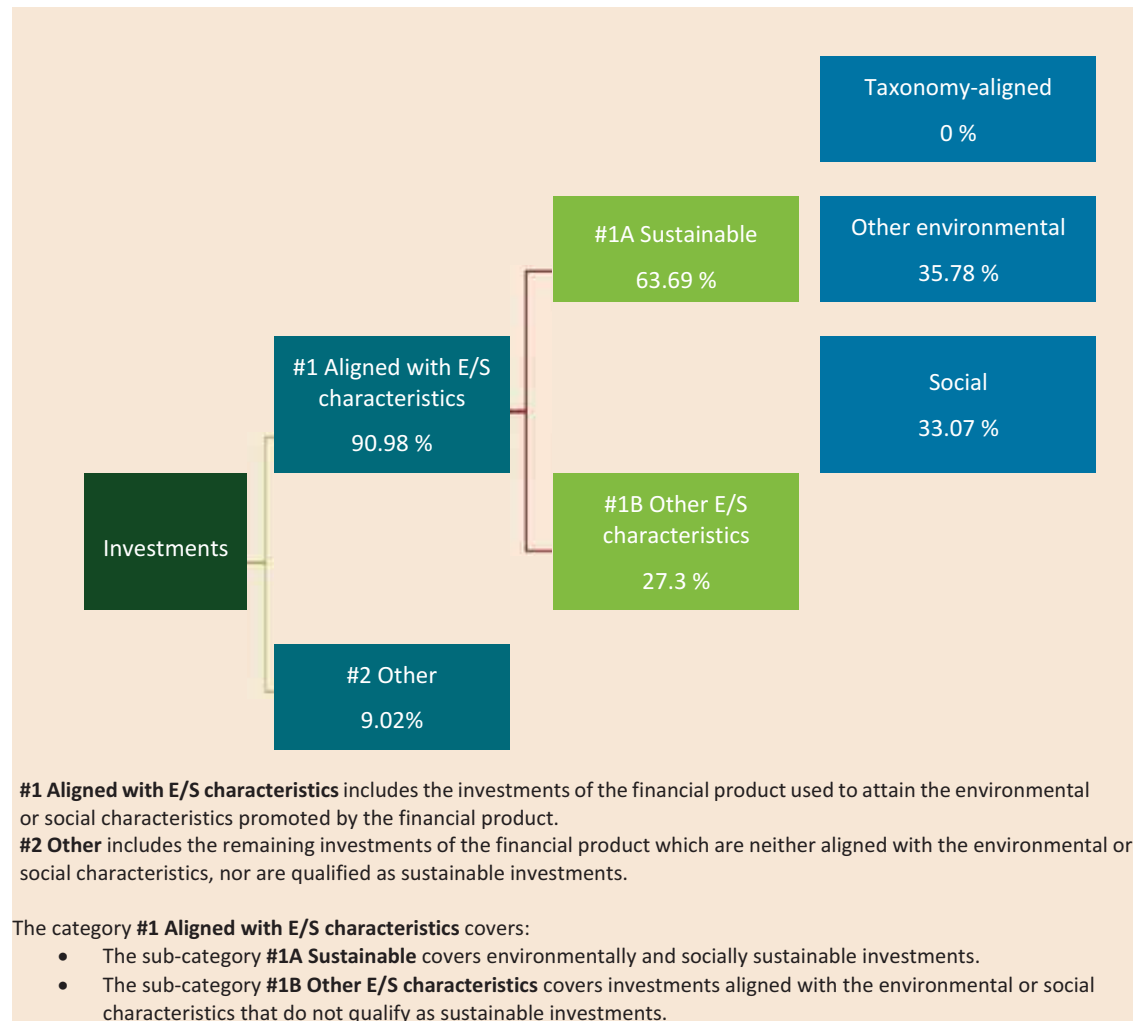 Taxonomy-aligned
0 %
#1A Sustainable
63.69 %
Other environmental
35.78 %
#1 Aligned with E/S
characteristics
90.98 %
Social
33.07 %
Investments
#1B Other E/S
characteristics
27.3 %
#2 Other
9.02%
#1 Aligned with E/S characteristics includes the investments of the financial product used to attain the environmental
or social characteristics promoted by the financial product.
#2 Other includes the remaining investments of the financial product which are neither aligned with the environmental or
social characteristics, nor are qualified as sustainable investments.
The category #1 Aligned with E/S characteristics covers:
• The sub-category #1A Sustainable covers environmentally and socially sustainable investments.
• The sub-category #1B Other E/S characteristics covers investments aligned with the environmental or social
characteristics that do not qualify as sustainable investments.